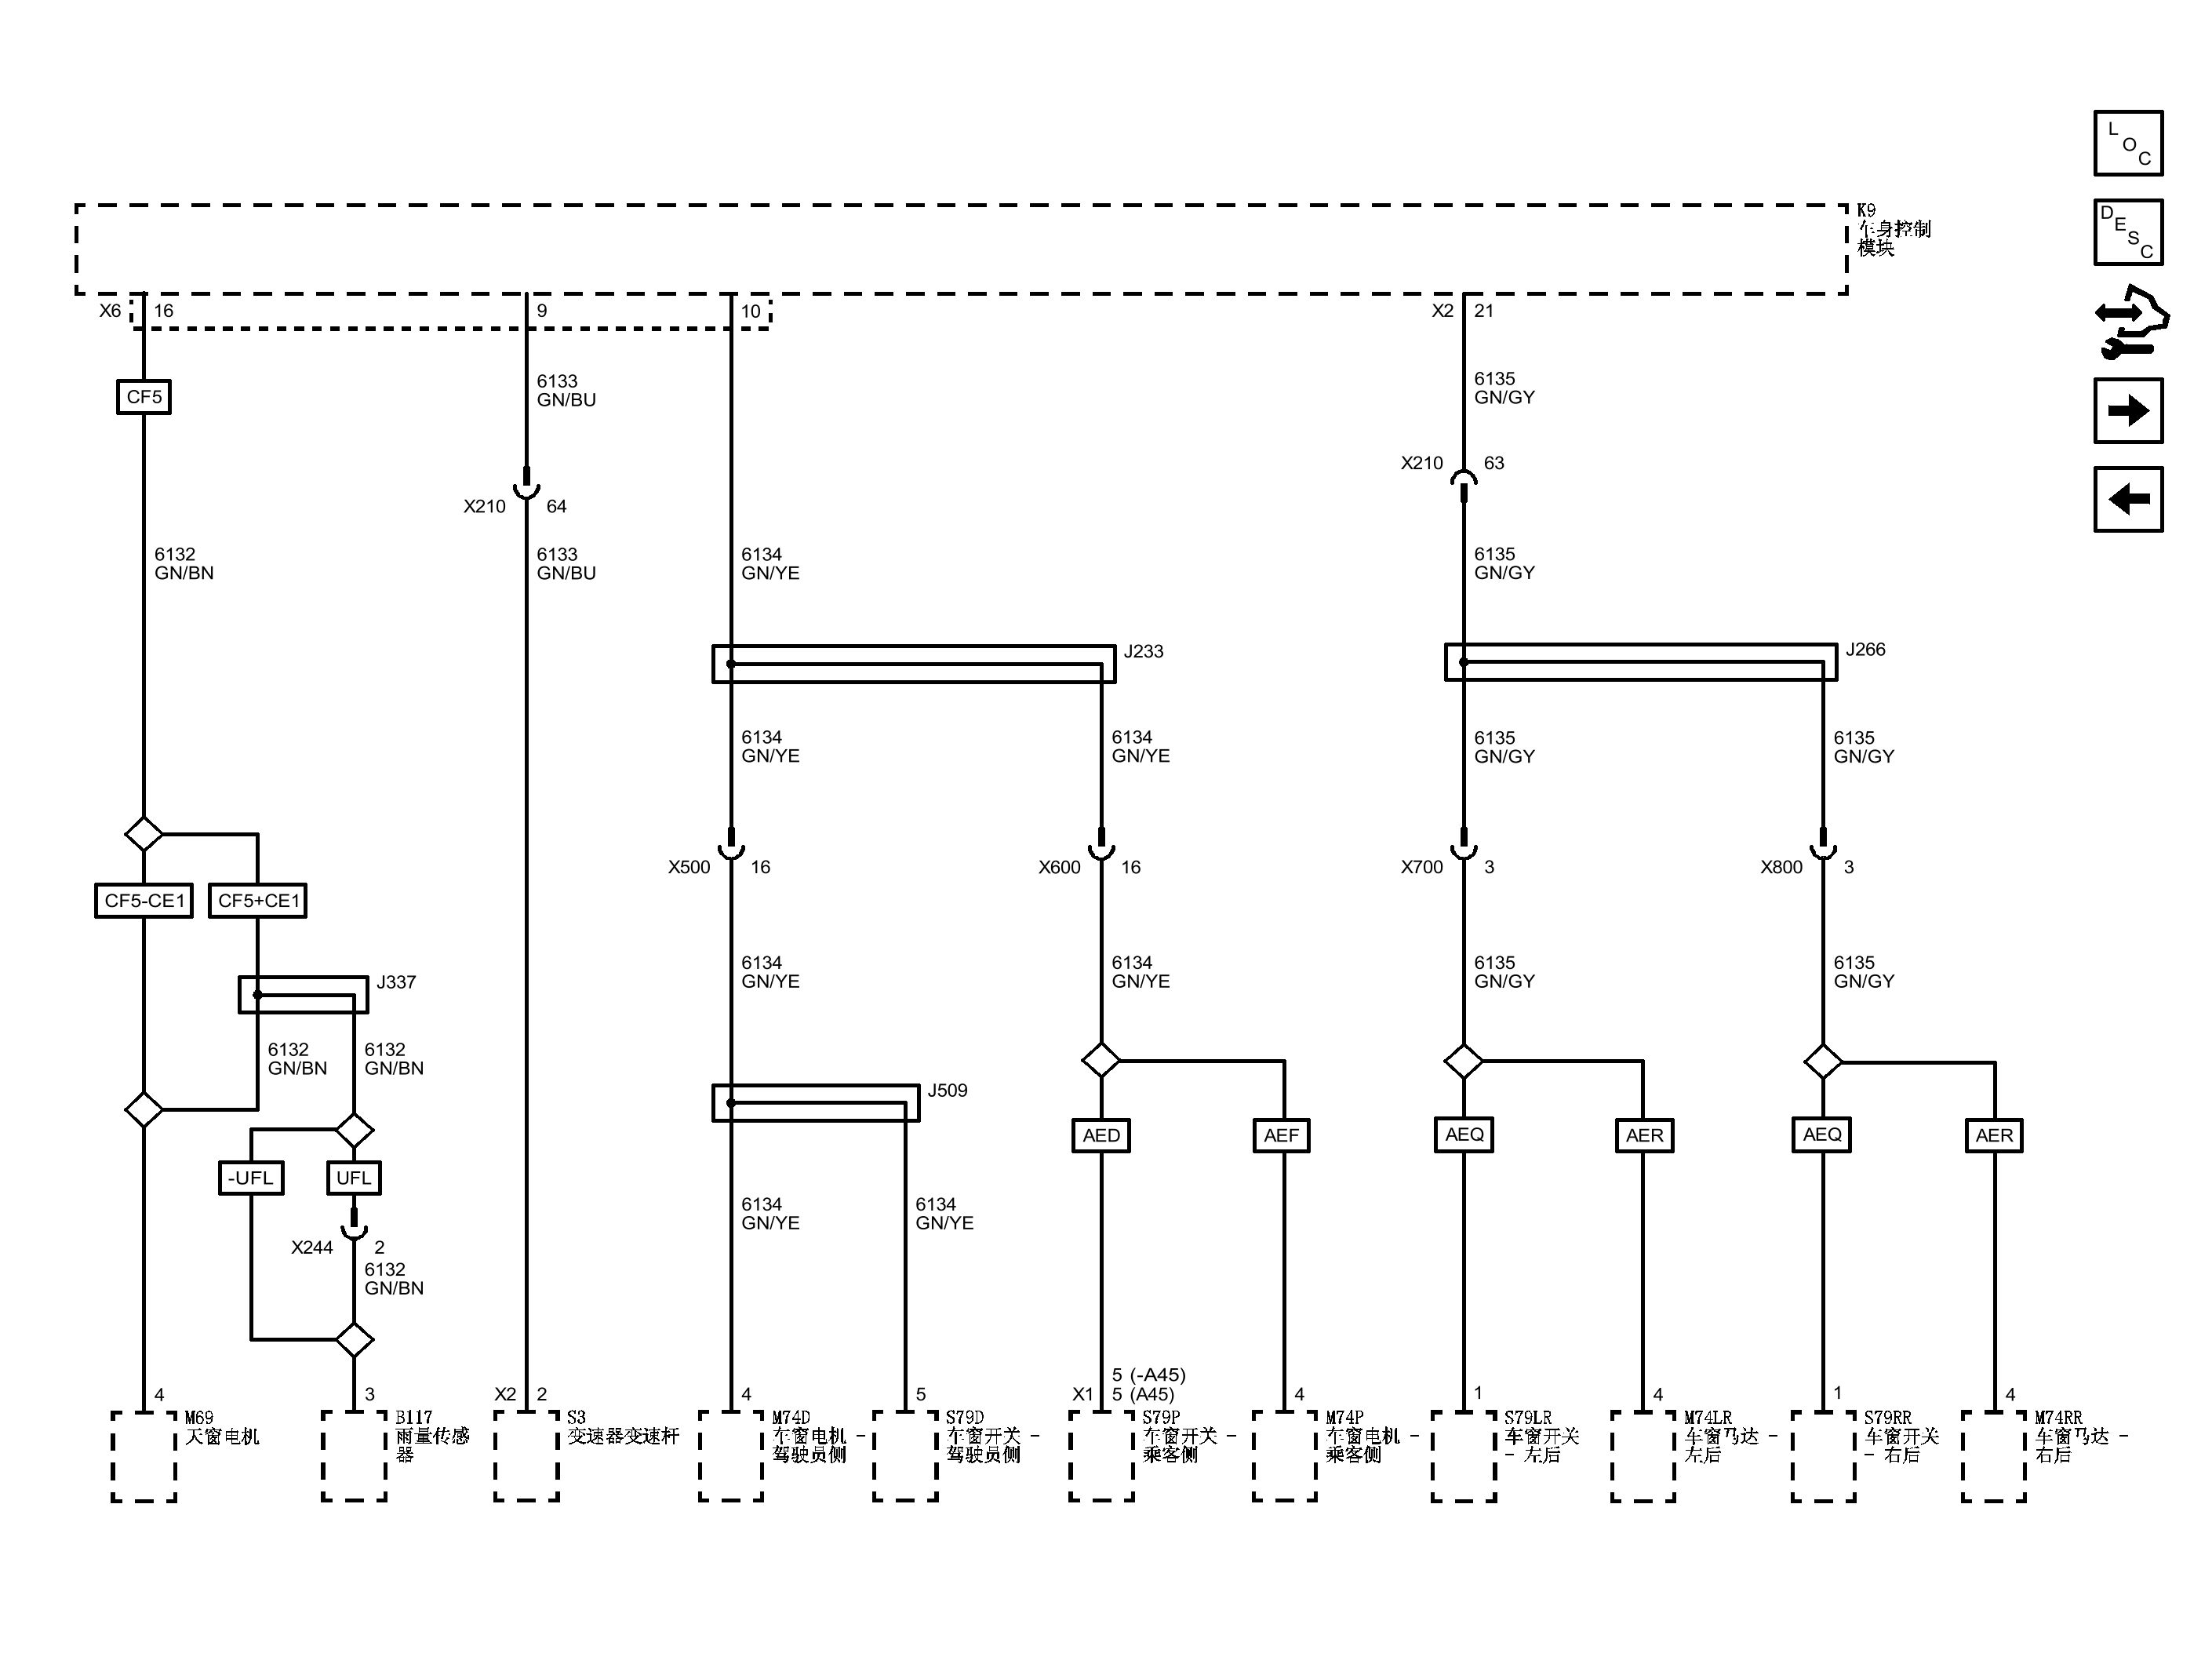 L
O
C
D
E
S
C
K9
车身控制
模块
X6
16
9
10
X2
21
CF5
6133
GN/BU
6135
GN/GY
X210
64
X210
63
6132
GN/BN
6133
GN/BU
6134
GN/YE
6135
GN/GY
J233
J266
6134
GN/YE
6134
GN/YE
6135
GN/GY
6135
GN/GY
X500
16
X600
16
X700
3
X800
3
CF5-CE1
CF5+CE1
J337
6134
GN/YE
6134
GN/YE
6135
GN/GY
6135
GN/GY
6132
GN/BN
6132
GN/BN
J509
AED
AEF
AEQ
AER
AEQ
AER
-UFL
UFL
X244
2
6132
GN/BN
6134
GN/YE
6134
GN/YE
4
3
X2
2
4
5
5 (-A45)
X1
5 (A45)
4
1
4
1
4
M69
天窗电机
B117
雨量传感
器
S3
变速器变速杆
M74D
车窗电机 -
驾驶员侧
S79D
车窗开关 -
驾驶员侧
S79P
车窗开关 -
乘客侧
M74P
车窗电机 -
乘客侧
S79LR
车窗开关
- 左后
M74LR
车窗马达 -
左后
S79RR
车窗开关
- 右后
M74RR
车窗马达 -
右后